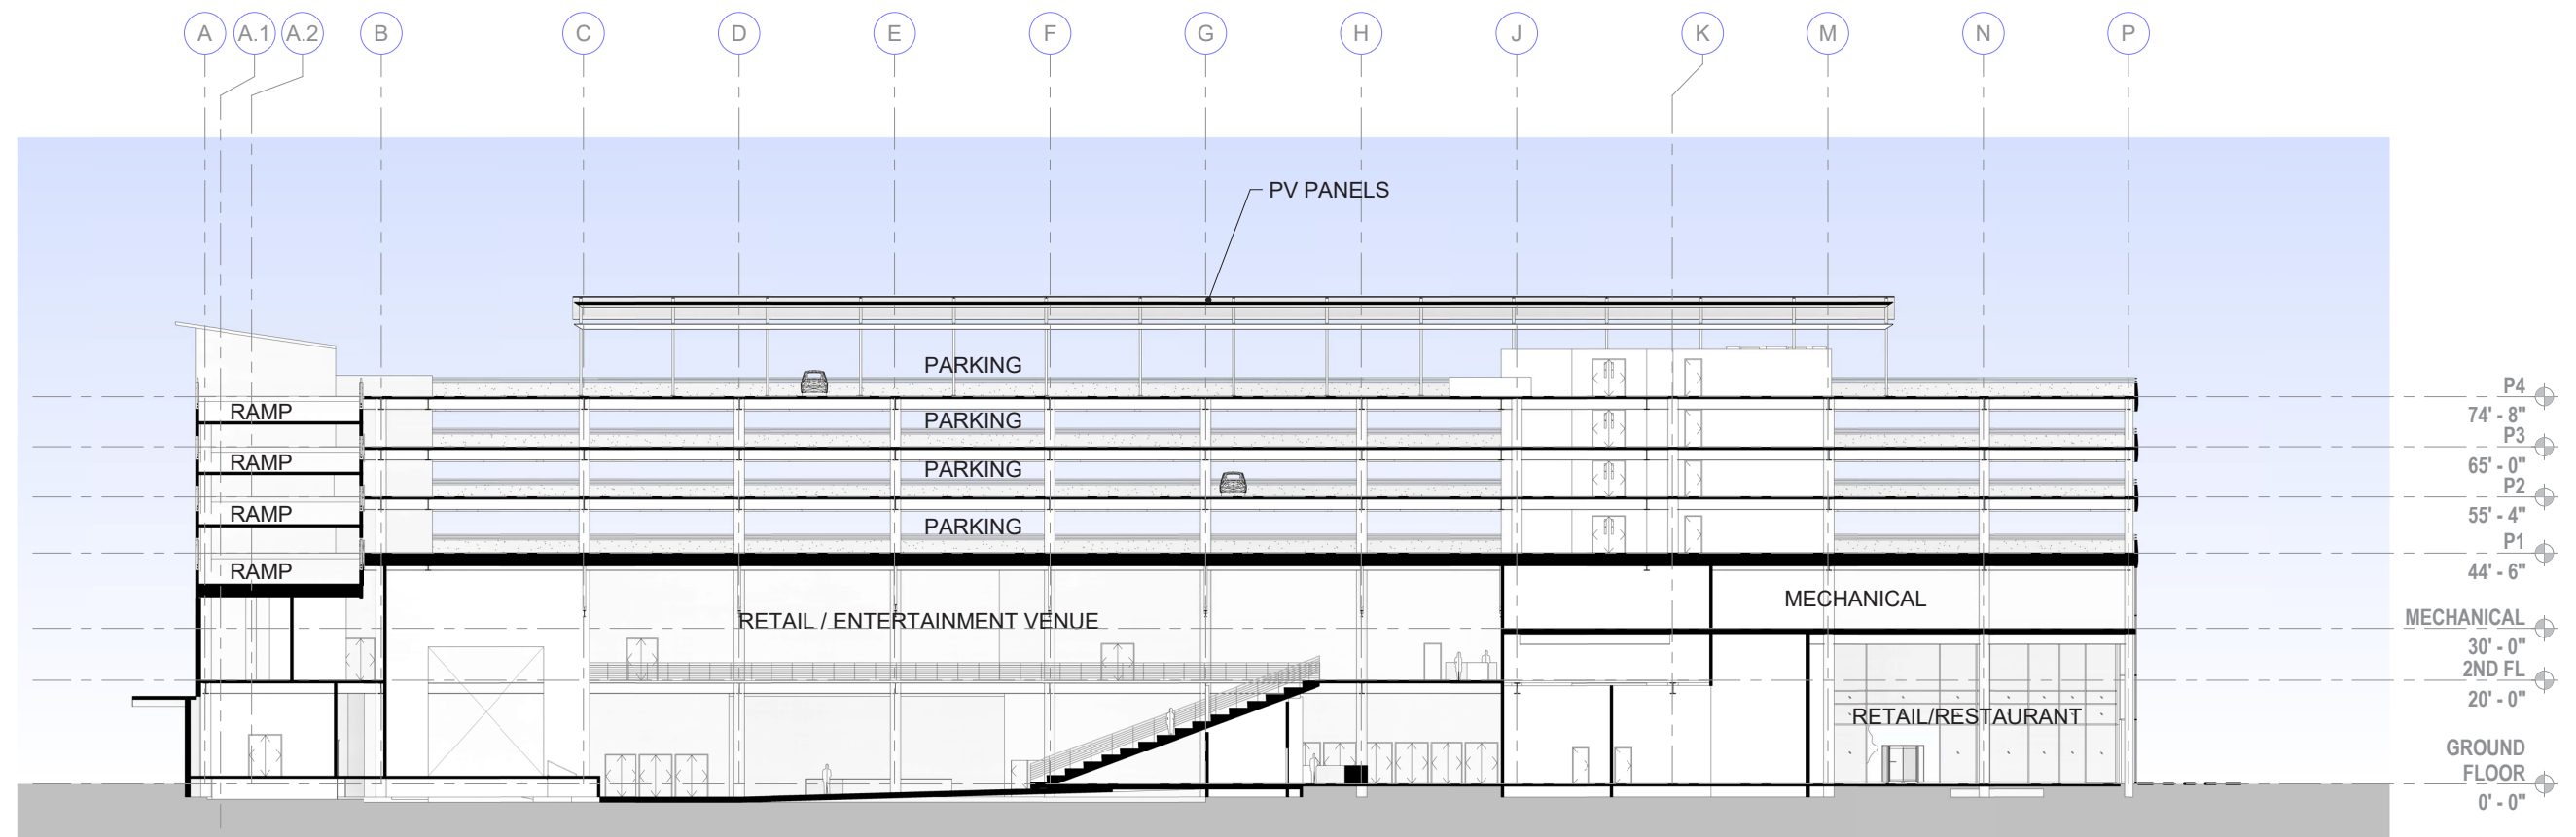 A
A.1
A.2
B
C
D
E
F
G
H
J
K
M
N
P
PV PANELS
PARKING
P4
RAMP
74' - 8"
PARKING
P3
RAMP
65' - 0"
PARKING
P2
RAMP
55' - 4"
PARKING
P1
RAMP
44' - 6"
MECHANICAL
RETAIL / ENTERTAINMENT VENUE
MECHANICAL
30' - 0"
2ND FL
20' - 0"
RETAIL/RESTAURANT
GROUND
FLOOR
0' - 0"